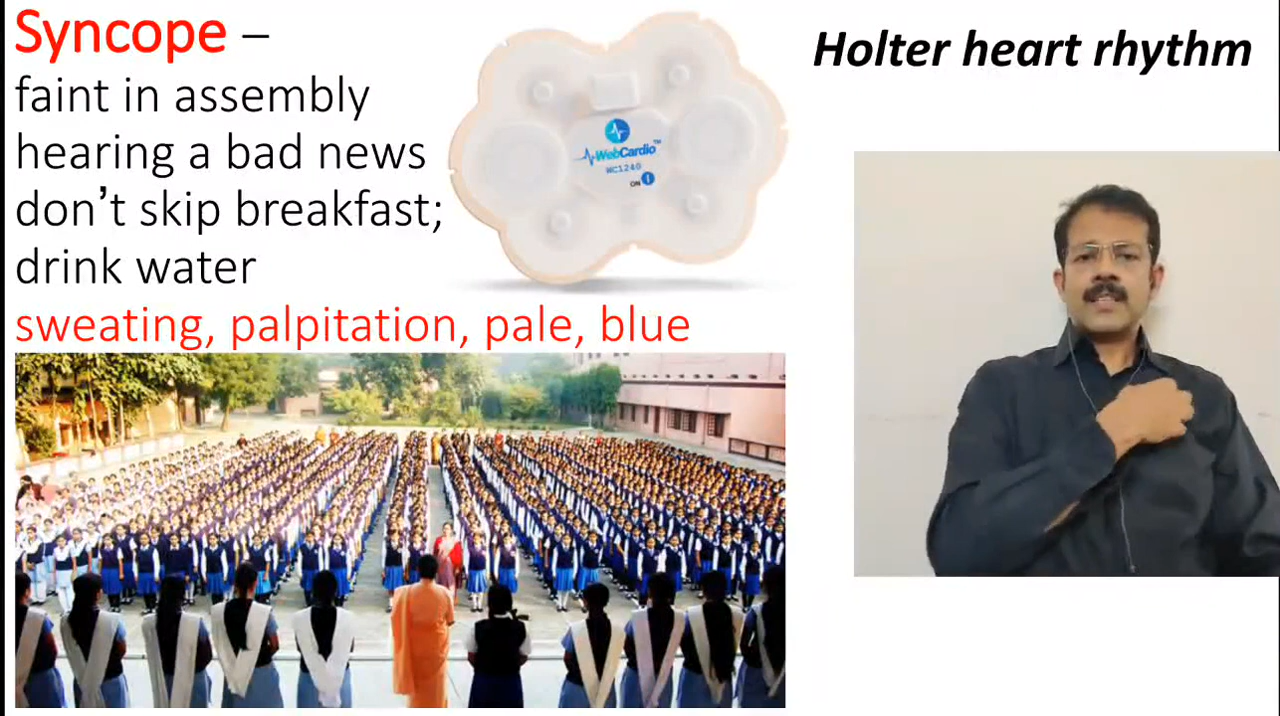 Syncope –
faint in assembly
hearing a bad news
don't skip breakfast;
drink water
sweating, palpitation, pale, blue
WebCardio™
WC1240
ON
Holter heart rhythm